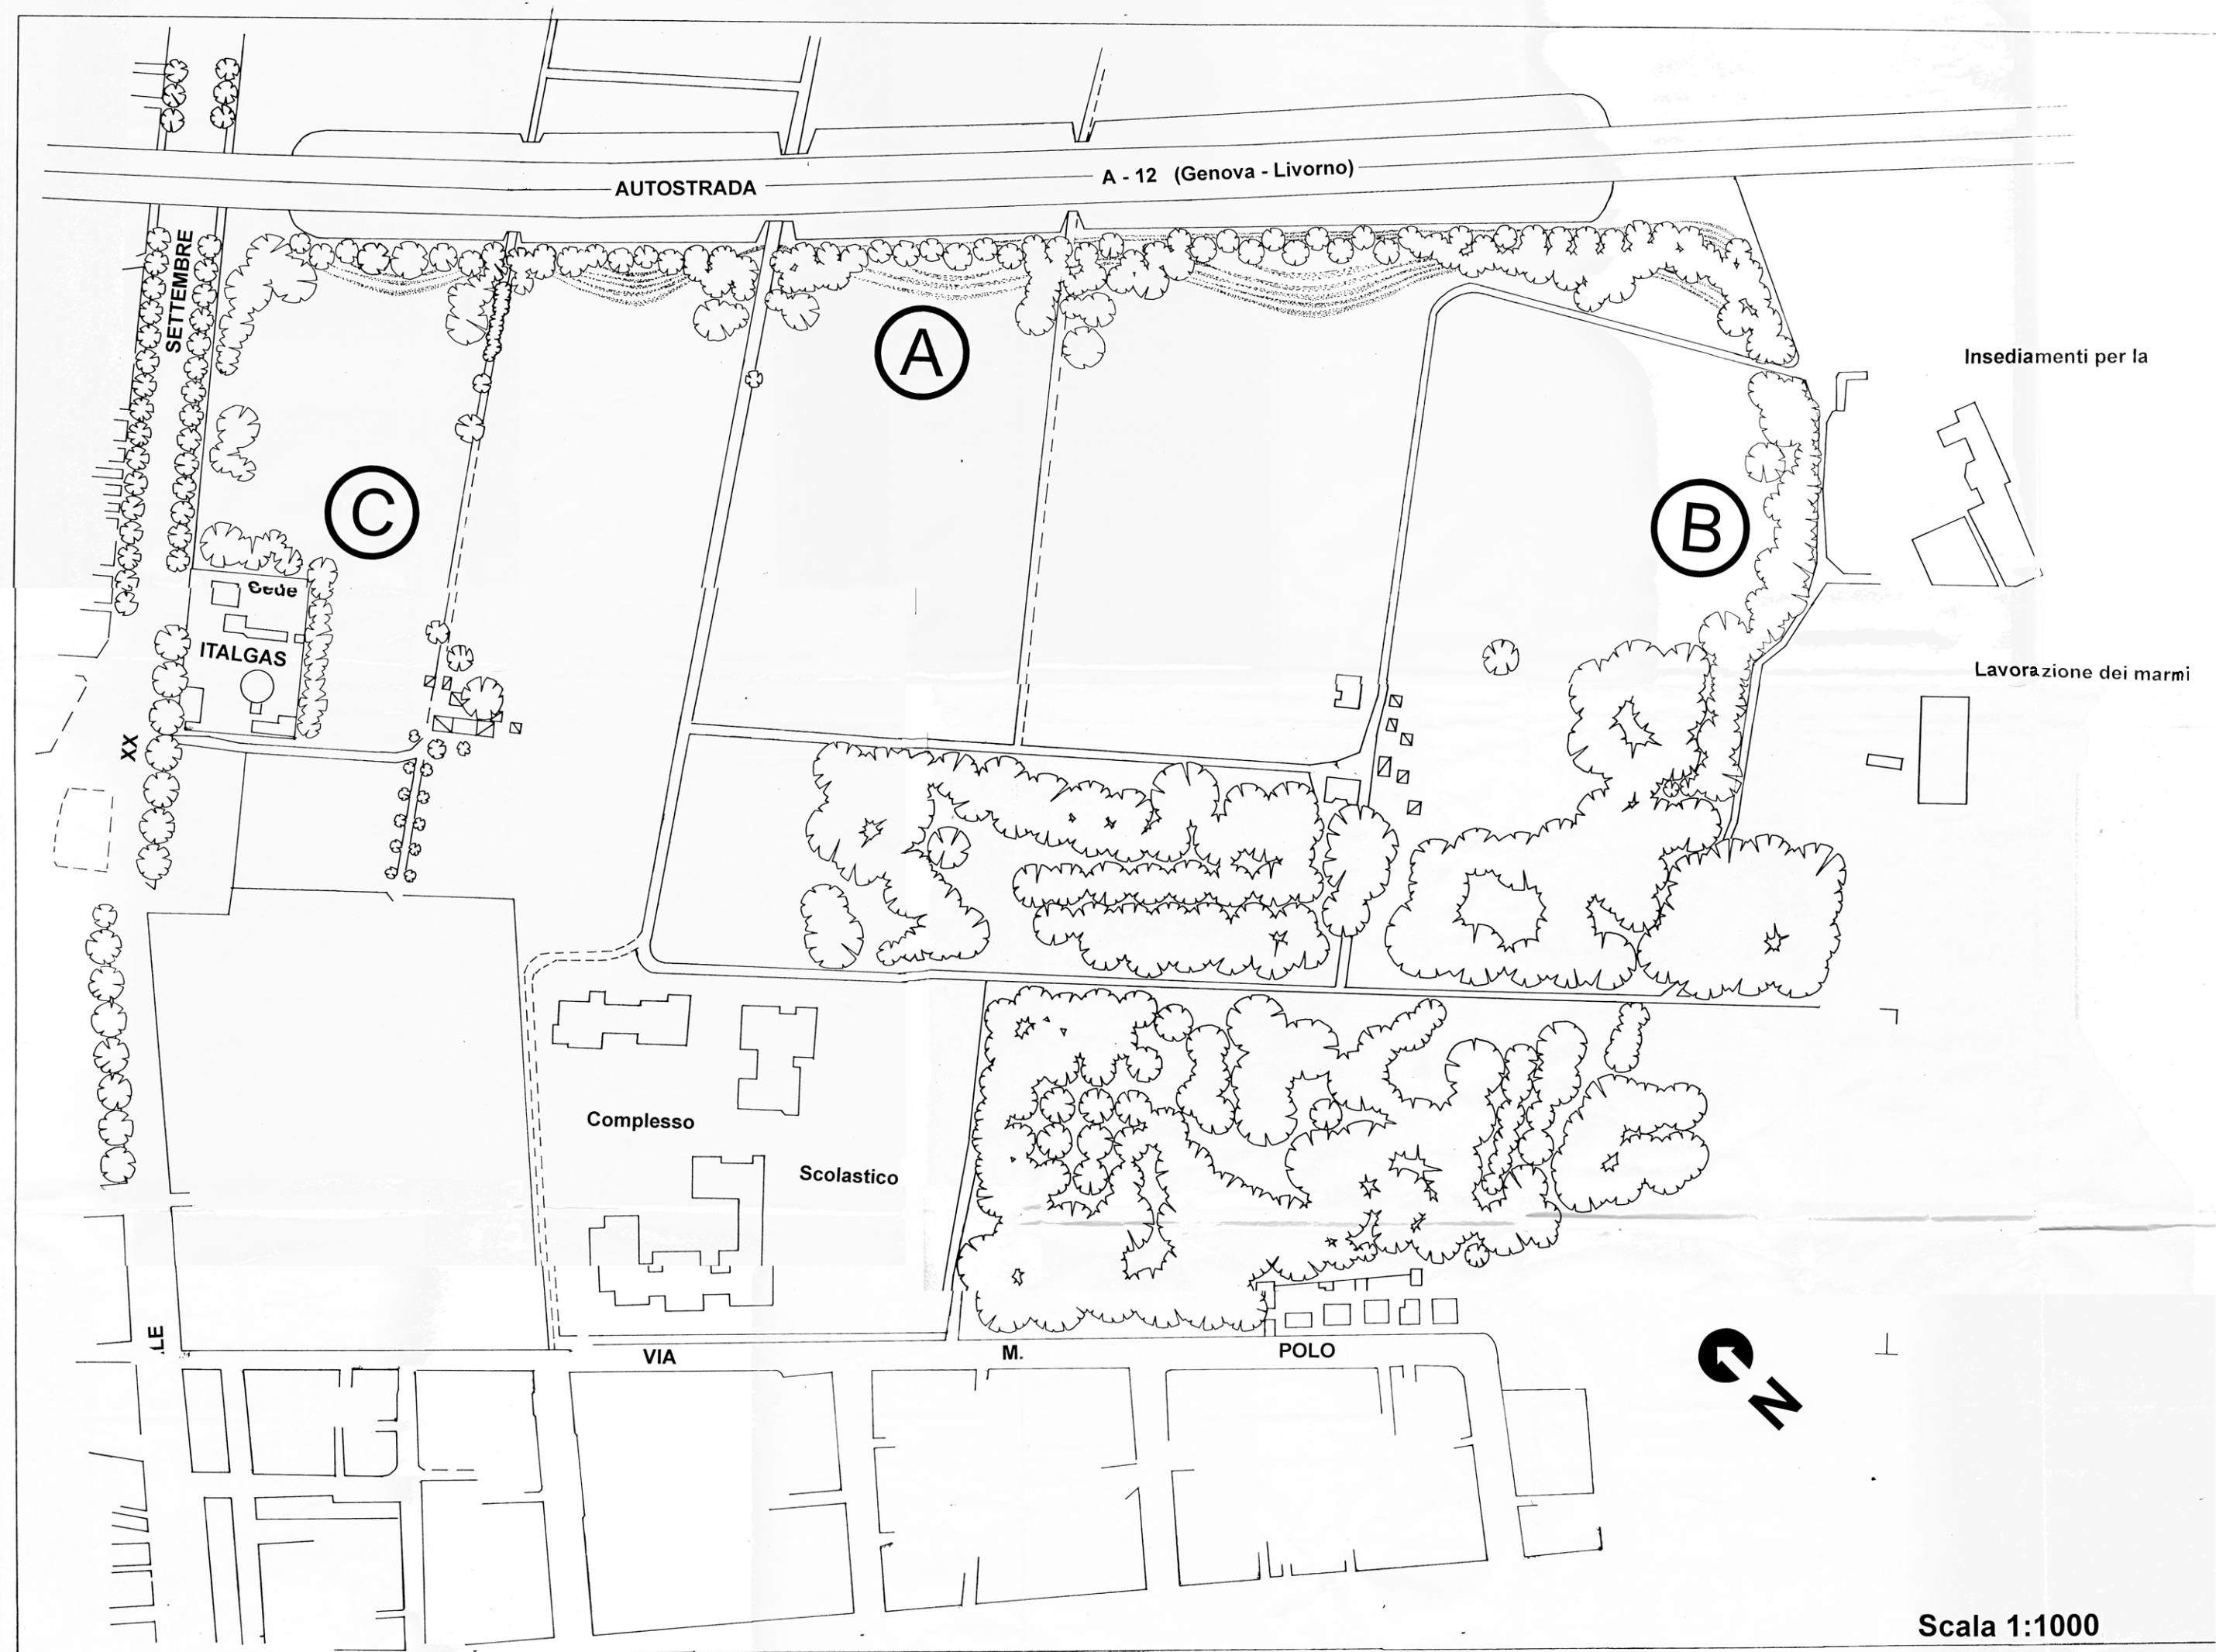 AUTOSTRADA A - 12 (Genova - Livorno)
SETTEMBRE
A
Insediamenti per la
C
B
Sede
ITALGAS
Lavorazione dei marmi
XX
Complesso
Scolastico
.LE
VIA M. POLO
N
Scala 1:1000